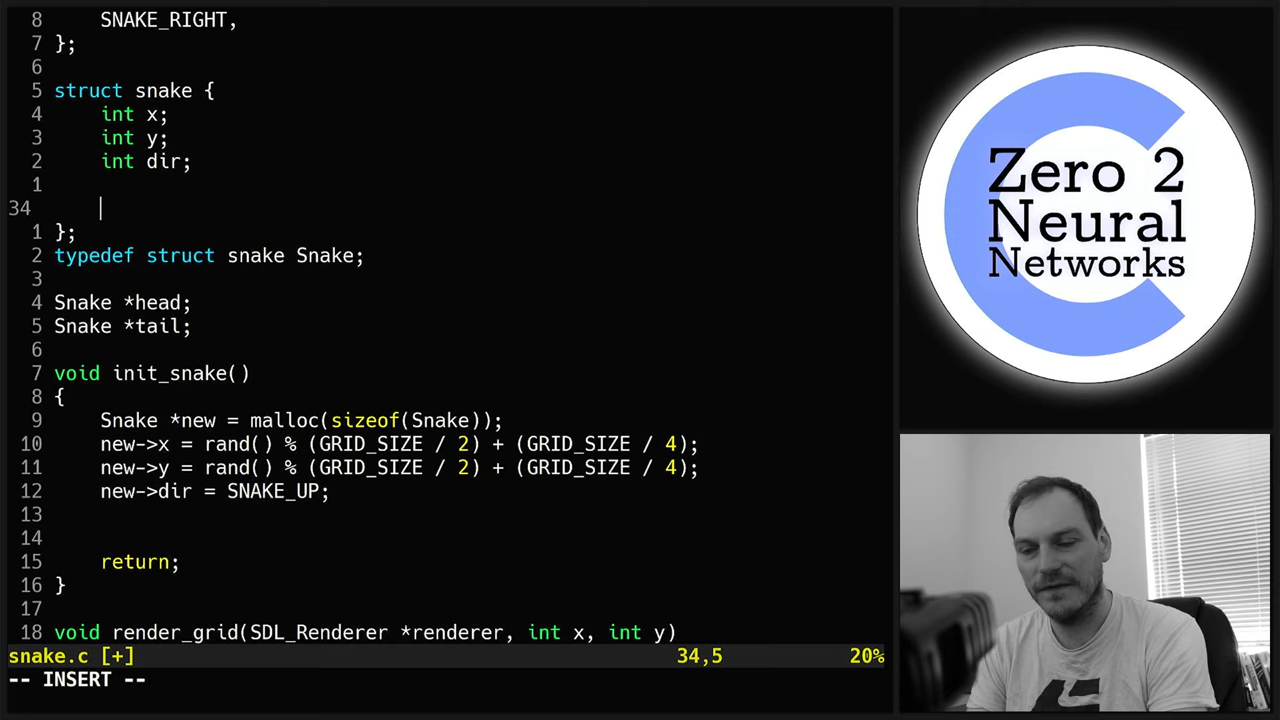 8 SNAKE_RIGHT,
7 };
6
5 struct snake {
4 int x;
3 int y;
2 int dir;
1
34
1 };
2 typedef struct snake Snake;
3
4 Snake *head;
5 Snake *tail;
6
7 void init_snake()
8 {
9 Snake *new = malloc(sizeof(Snake));
10 new->x = rand() % (GRID_SIZE / 2) + (GRID_SIZE / 4);
11 new->y = rand() % (GRID_SIZE / 2) + (GRID_SIZE / 4);
12 new->dir = SNAKE_UP;
13
14
15 return;
16 }
17
18 void render_grid(SDL_Renderer *renderer, int x, int y)
snake.c [+] 34,5 20%
-- INSERT --
Zero 2
Neural
Networks